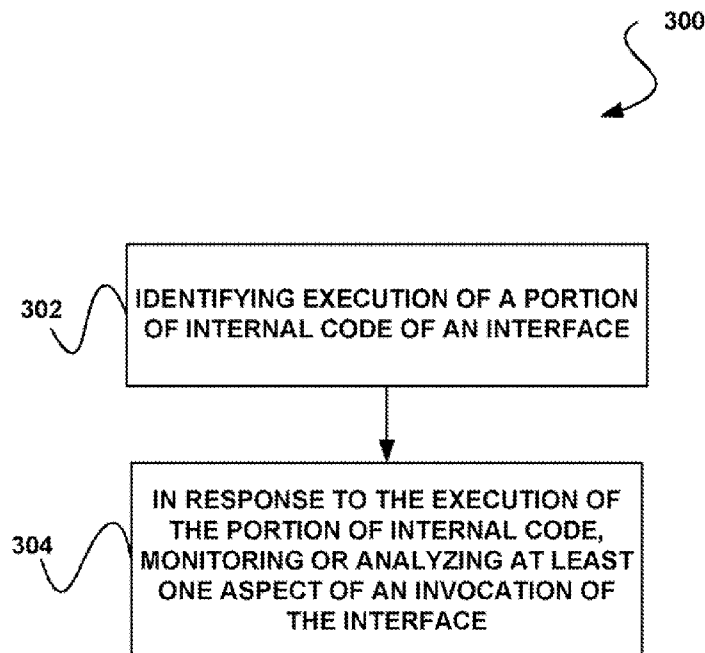 300
302
IDENTIFYING EXECUTION OF A PORTION
OF INTERNAL CODE OF AN INTERFACE
304
IN RESPONSE TO THE EXECUTION OF
THE PORTION OF INTERNAL CODE,
MONITORING OR ANALYZING AT LEAST
ONE ASPECT OF AN INVOCATION OF
THE INTERFACE